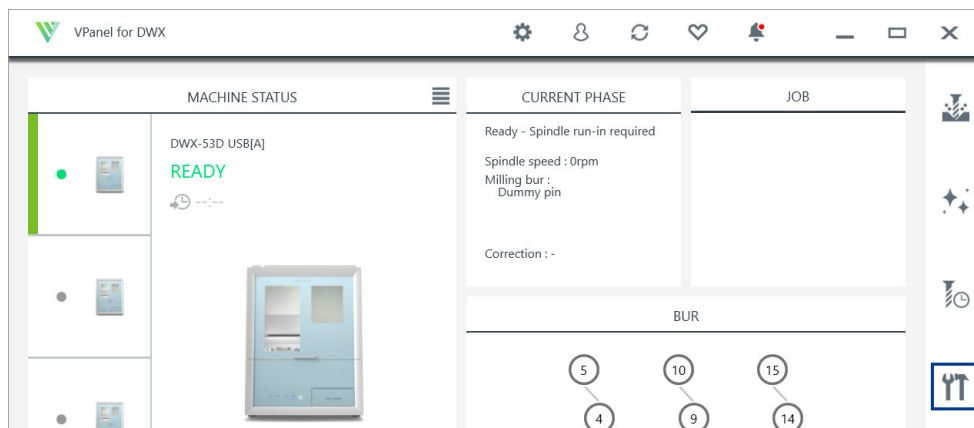 VPanel for DWX
MACHINE STATUS
DWX-53D USB[A]
READY
--:--
CURRENT PHASE
Ready - Spindle run-in required
Spindle speed : 0rpm
Milling bur :
Dummy pin
Correction : -
JOB
BUR
5 10 15
4 9 14